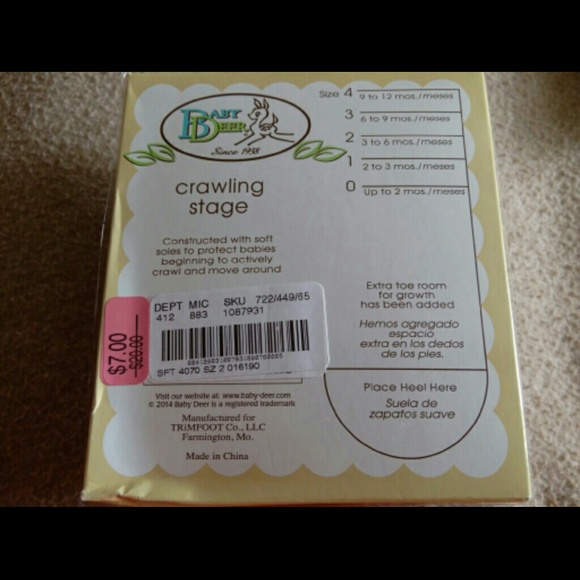 BABY
DEER
Since 1938
crawling
stage
Constructed with soft
soles to protect babies
beginning to actively
crawl and move around
DEPT MIC SKU 722/449/65
412 883 1087931
SFT 4070 SZ 2 016190
$7.00
$20.00
Visit our website at: www.baby-deer.com
© 2014 Baby Deer is a registered trademark
Manufactured for
TRiMFOOT Co., LLC
Farmington, Mo.
Made in China
Size 4 9 to 12 mos./meses
3 6 to 9 mos./meses
2 3 to 6 mos./meses
1 2 to 3 mos./meses
0 Up to 2 mos./meses
Extra toe room
for growth
has been added
Hemos agregado
espacio
extra en los dedos
de los pies.
Place Heel Here
Suela de
zapatos suave